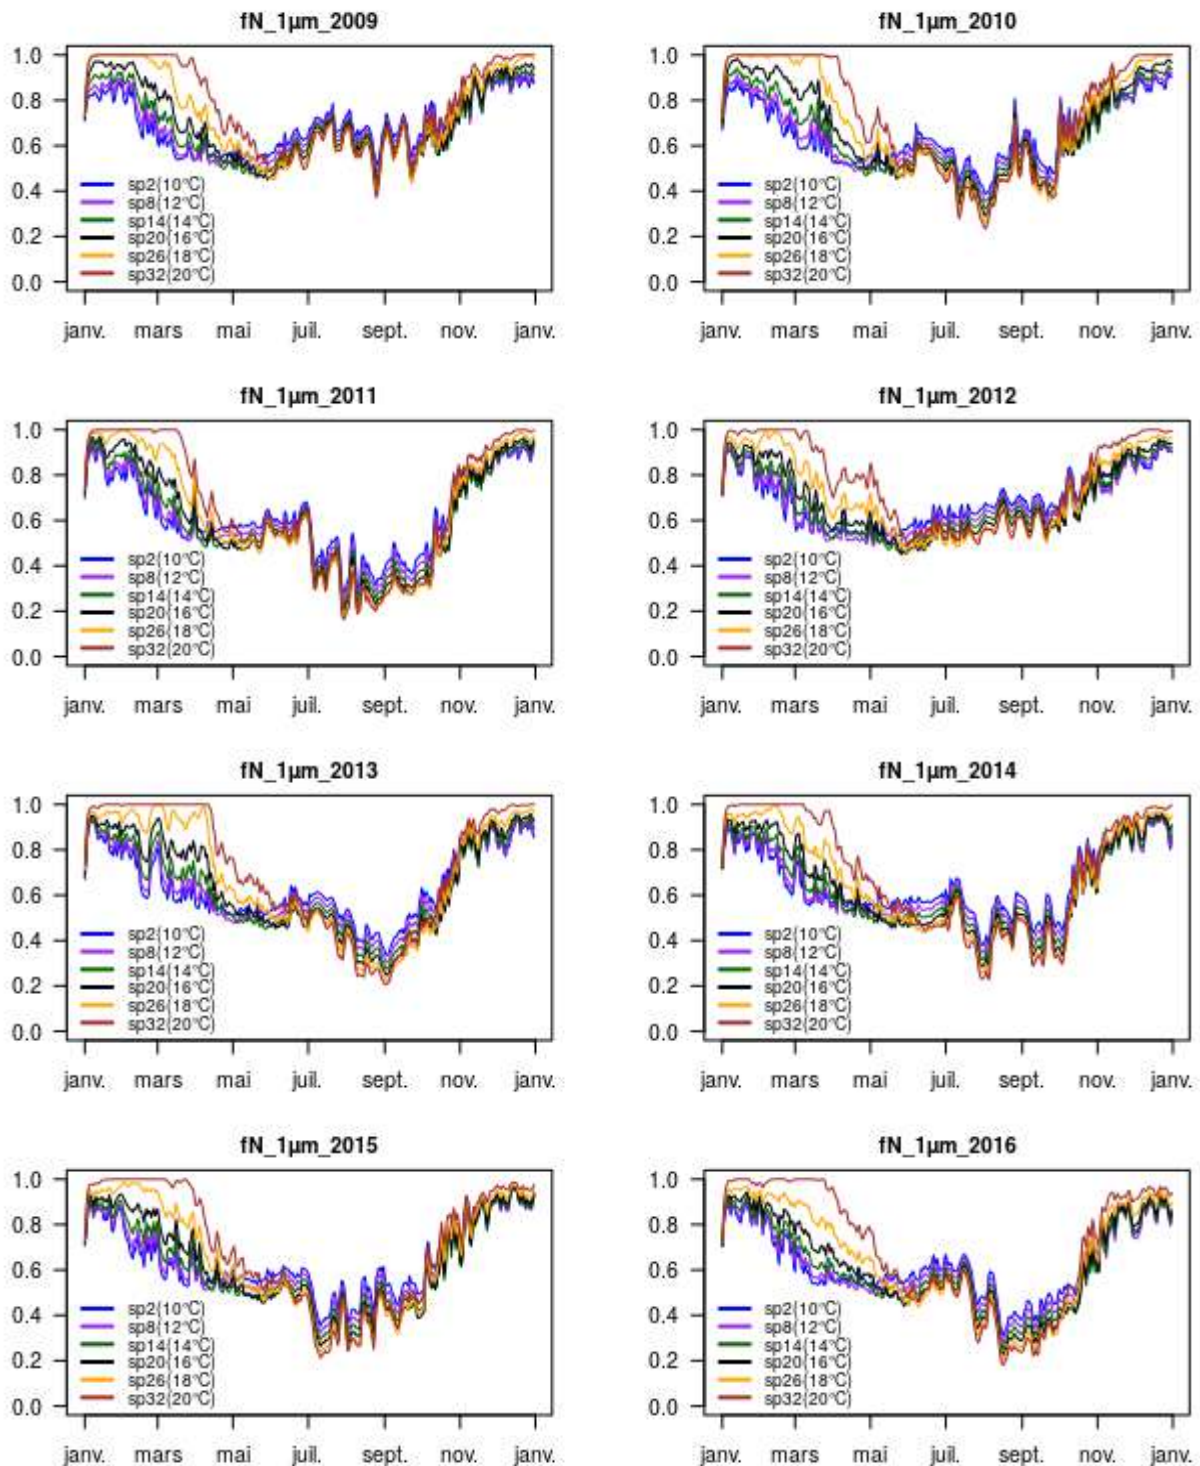 fN_1µm_2009
1.0
0.8
0.6
0.4
0.2
0.0
sp2(10°C)
sp8(12°C)
sp14(14°C)
sp20(16°C)
sp26(18°C)
sp32(20°C)
janv. mars mai juil. sept. nov. janv.
fN_1µm_2010
1.0
0.8
0.6
0.4
0.2
0.0
sp2(10°C)
sp8(12°C)
sp14(14°C)
sp20(16°C)
sp26(18°C)
sp32(20°C)
janv. mars mai juil. sept. nov. janv.
fN_1µm_2011
1.0
0.8
0.6
0.4
0.2
0.0
sp2(10°C)
sp8(12°C)
sp14(14°C)
sp20(16°C)
sp26(18°C)
sp32(20°C)
janv. mars mai juil. sept. nov. janv.
fN_1µm_2012
1.0
0.8
0.6
0.4
0.2
0.0
sp2(10°C)
sp8(12°C)
sp14(14°C)
sp20(16°C)
sp26(18°C)
sp32(20°C)
janv. mars mai juil. sept. nov. janv.
fN_1µm_2013
1.0
0.8
0.6
0.4
0.2
0.0
sp2(10°C)
sp8(12°C)
sp14(14°C)
sp20(16°C)
sp26(18°C)
sp32(20°C)
janv. mars mai juil. sept. nov. janv.
fN_1µm_2014
1.0
0.8
0.6
0.4
0.2
0.0
sp2(10°C)
sp8(12°C)
sp14(14°C)
sp20(16°C)
sp26(18°C)
sp32(20°C)
janv. mars mai juil. sept. nov. janv.
fN_1µm_2015
1.0
0.8
0.6
0.4
0.2
0.0
sp2(10°C)
sp8(12°C)
sp14(14°C)
sp20(16°C)
sp26(18°C)
sp32(20°C)
janv. mars mai juil. sept. nov. janv.
fN_1µm_2016
1.0
0.8
0.6
0.4
0.2
0.0
sp2(10°C)
sp8(12°C)
sp14(14°C)
sp20(16°C)
sp26(18°C)
sp32(20°C)
janv. mars mai juil. sept. nov. janv.